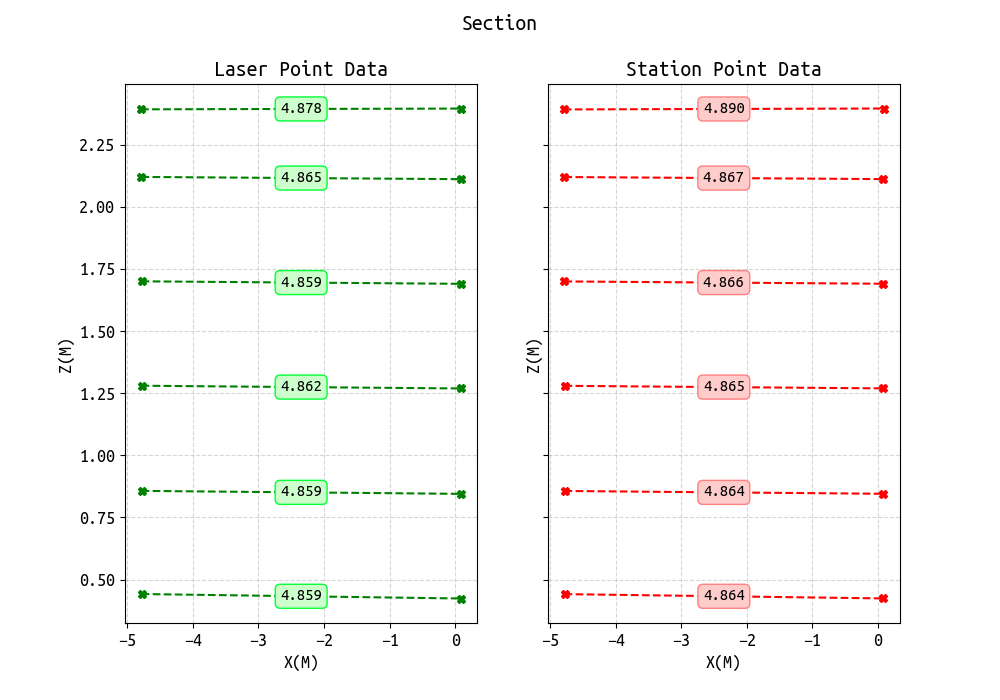 Section
Laser Point Data
Station Point Data
Z(M)
2.25
2.00
1.75
1.50
1.25
1.00
0.75
0.50
4.878
4.865
4.859
4.862
4.859
4.859
−5 −4 −3 −2 −1 0
X(M)
Z(M)
4.890
4.867
4.866
4.865
4.864
4.864
−5 −4 −3 −2 −1 0
X(M)